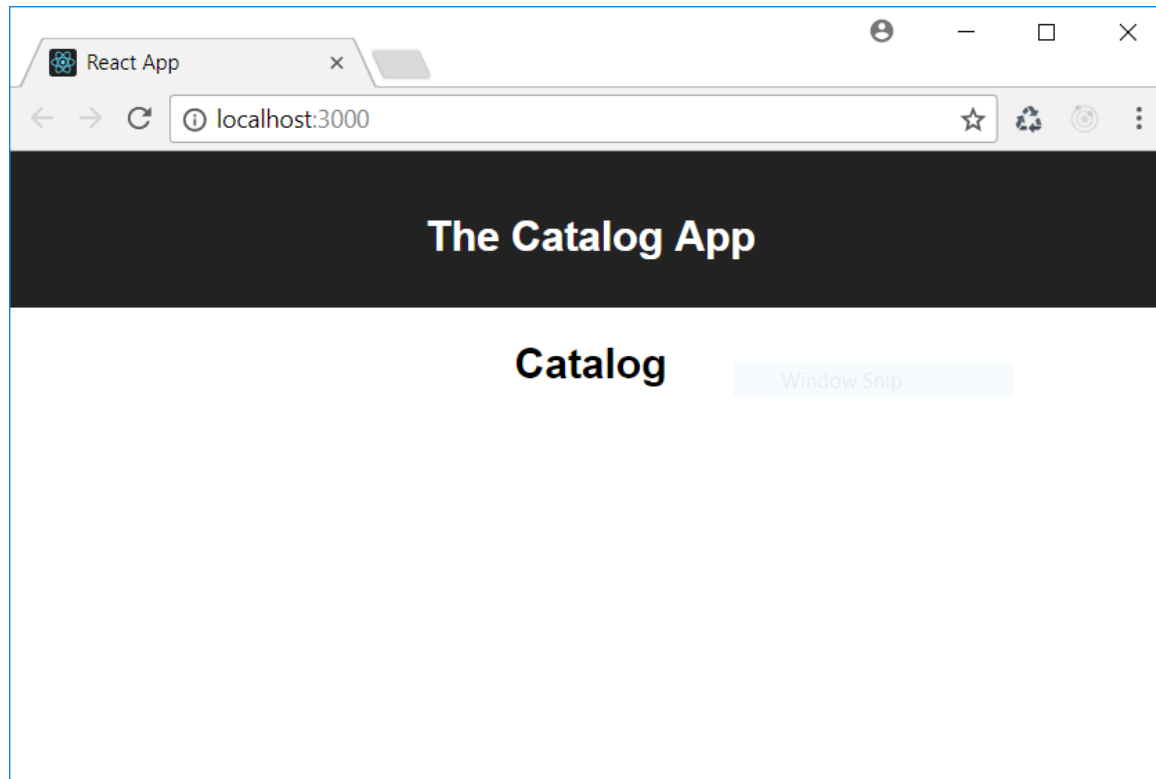 React App
localhost:3000
The Catalog App
Catalog
Window Snip